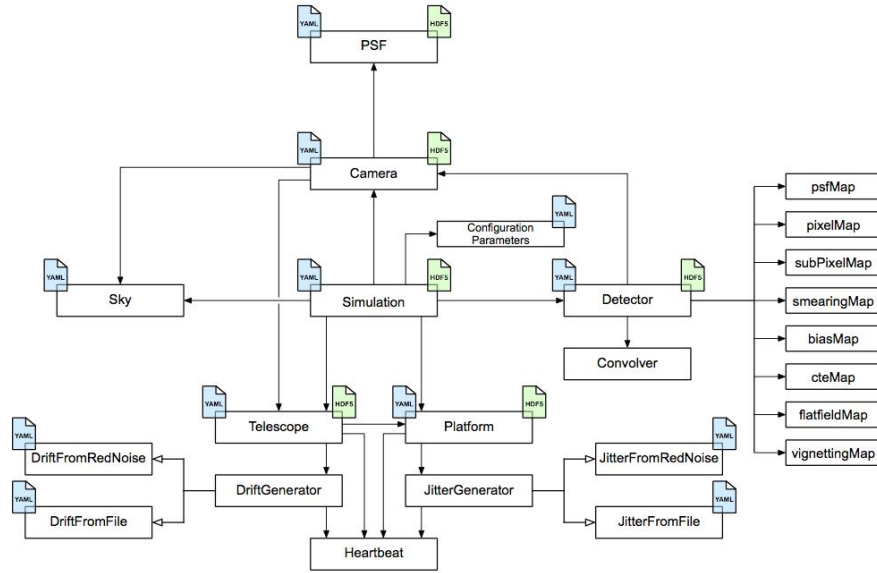 YAML
HDF5
PSF
YAML
HDF5
Camera
psfMap
YAML
Configuration
Parameters
pixelMap
subPixelMap
YAML
Sky
YAML
HDF5
Simulation
YAML
HDF5
Detector
smearingMap
biasMap
Convolver
cteMap
YAML
HDF5
Telescope
YAML
HDF5
Platform
flatfieldMap
vignettingMap
YAML
DriftFromRedNoise
YAML
JitterFromRedNoise
DriftGenerator
JitterGenerator
YAML
DriftFromFile
YAML
JitterFromFile
Heartbeat